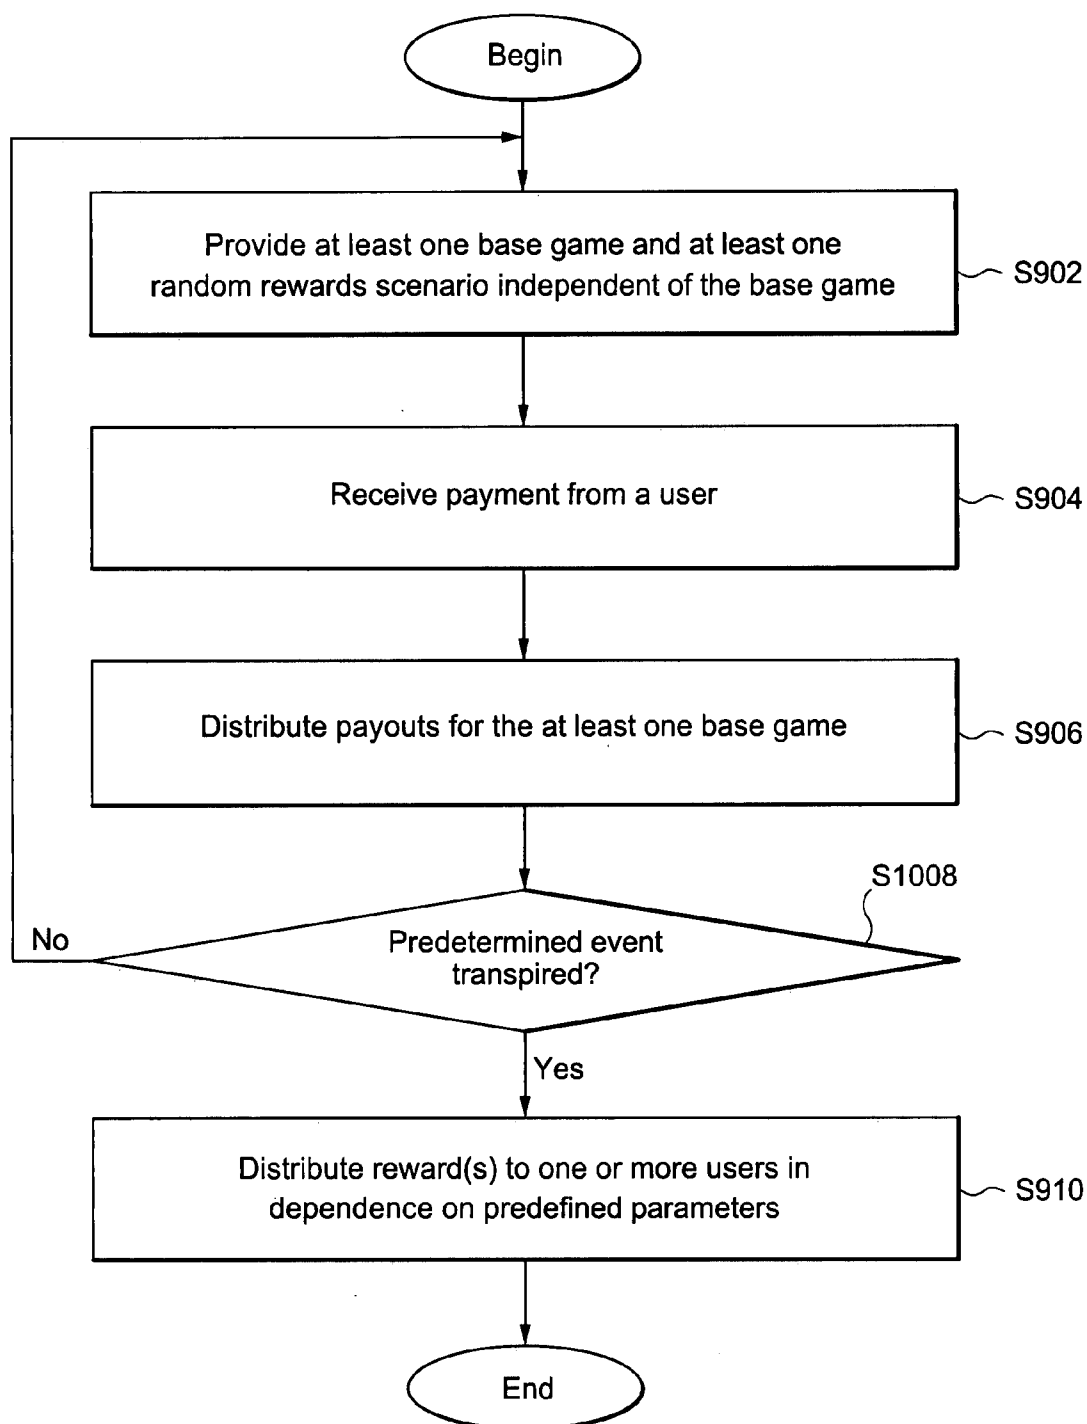 Begin
Provide at least one base game and at least one
random rewards scenario independent of the base game
S902
Receive payment from a user
S904
Distribute payouts for the at least one base game
S906
S1008
No
Predetermined event
transpired?
Yes
Distribute reward(s) to one or more users in
dependence on predefined parameters
S910
End